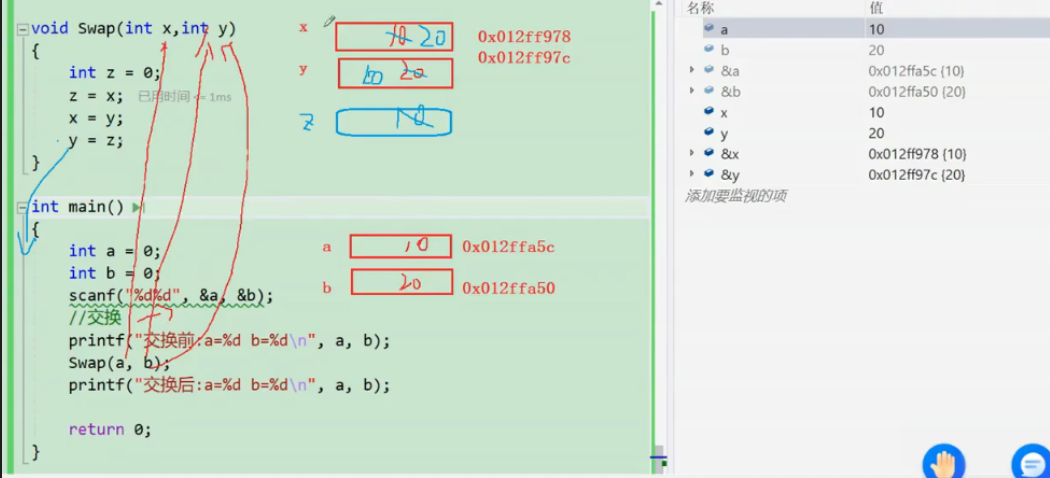 void Swap(int x,int y)
{
int z = 0;
z = x; 已用时间 <= 1ms
x = y;
y = z;
}
int main()
{
int a = 0;
int b = 0;
scanf("%d%d", &a, &b);
//交换
printf("交换前:a=%d b=%d\n", a, b);
Swap(a, b);
printf("交换后:a=%d b=%d\n", a, b);
return 0;
}
x 10 20 0x012ff978
0x012ff97c
y 10 20
z 10
a 10 0x012ffa5c
b 20 0x012ffa50
名称 值
a 10
b 20
&a 0x012ffa5c {10}
&b 0x012ffa50 {20}
x 10
y 20
&x 0x012ff978 {10}
&y 0x012ff97c {20}
添加要监视的项